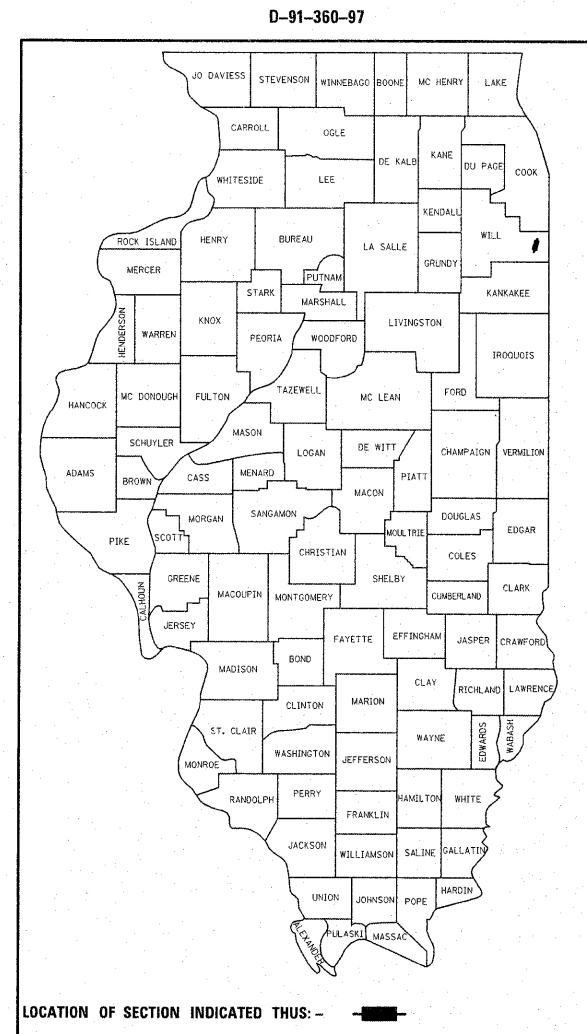 D-91-360-97
JO DAVIESS STEVENSON WINNEBAGO BOONE MC HENRY LAKE
CARROLL OGLE
DE KALB KANE DU PAGE COOK
WHITESIDE LEE
KENDALL
ROCK ISLAND HENRY BUREAU LA SALLE WILL
MERCER PUTNAM GRUNDY
STARK MARSHALL KANKAKEE
HENDERSON WARREN KNOX PEORIA WOODFORD LIVINGSTON
IROQUOIS
HANCOCK MC DONOUGH FULTON TAZEWELL MC LEAN FORD
SCHUYLER MASON LOGAN DE WITT CHAMPAIGN VERMILION
ADAMS BROWN CASS MENARD PIATT
MACON
MORGAN SANGAMON DOUGLAS
PIKE SCOTT CHRISTIAN MOULTRIE COLES EDGAR
GREENE SHELBY
CALHOUN MACOUPIN MONTGOMERY CUMBERLAND CLARK
JERSEY
FAYETTE EFFINGHAM JASPER CRAWFORD
MADISON BOND
CLAY RICHLAND LAWRENCE
CLINTON MARION
ST. CLAIR WAYNE EDWARDS WABASH
WASHINGTON JEFFERSON
MONROE
RANDOLPH PERRY HAMILTON WHITE
FRANKLIN
JACKSON WILLIAMSON SALINE GALLATIN
UNION JOHNSON POPE HARDIN
ALEXANDER PULASKI MASSAC
LOCATION OF SECTION INDICATED THUS: -